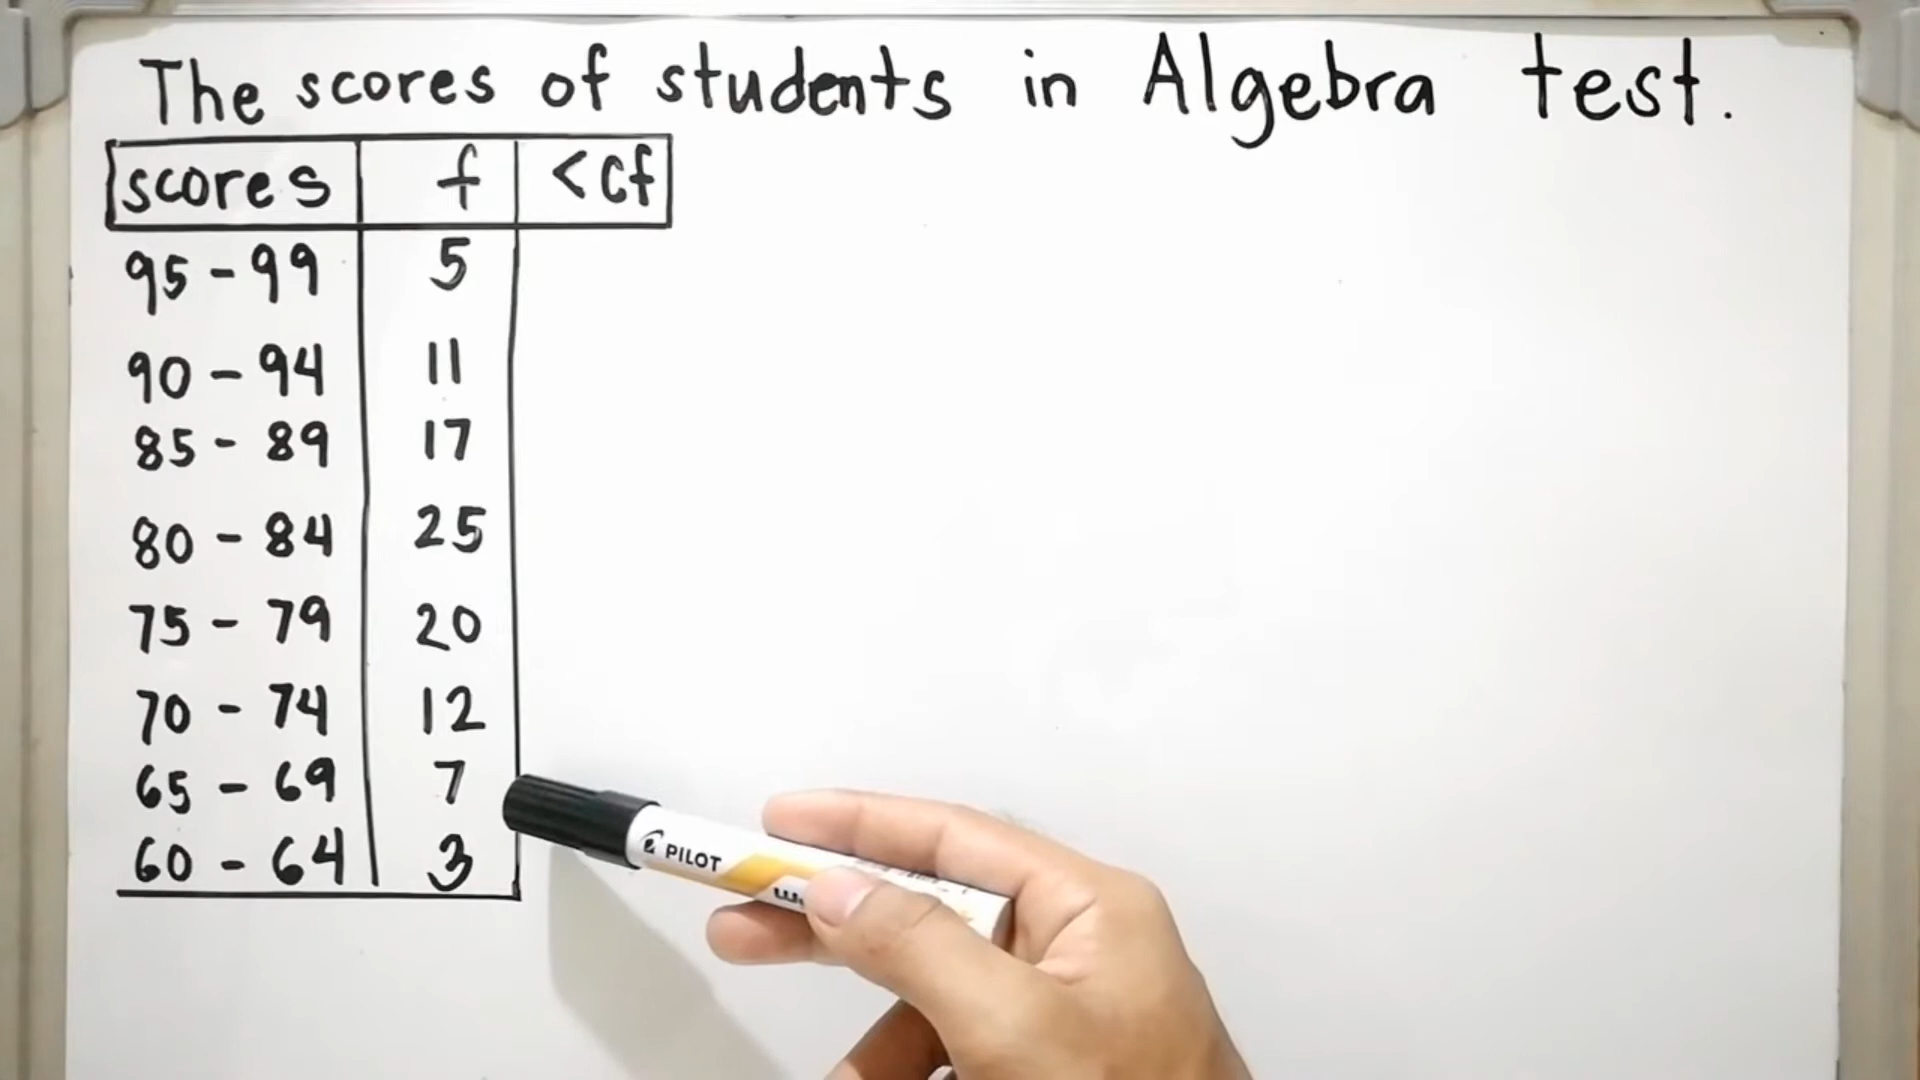 The scores of students in Algebra test.
scores f <cf
95 - 99 5
90 - 94 11
85 - 89 17
80 - 84 25
75 - 79 20
70 - 74 12
65 - 69 7
60 - 64 3
PILOT